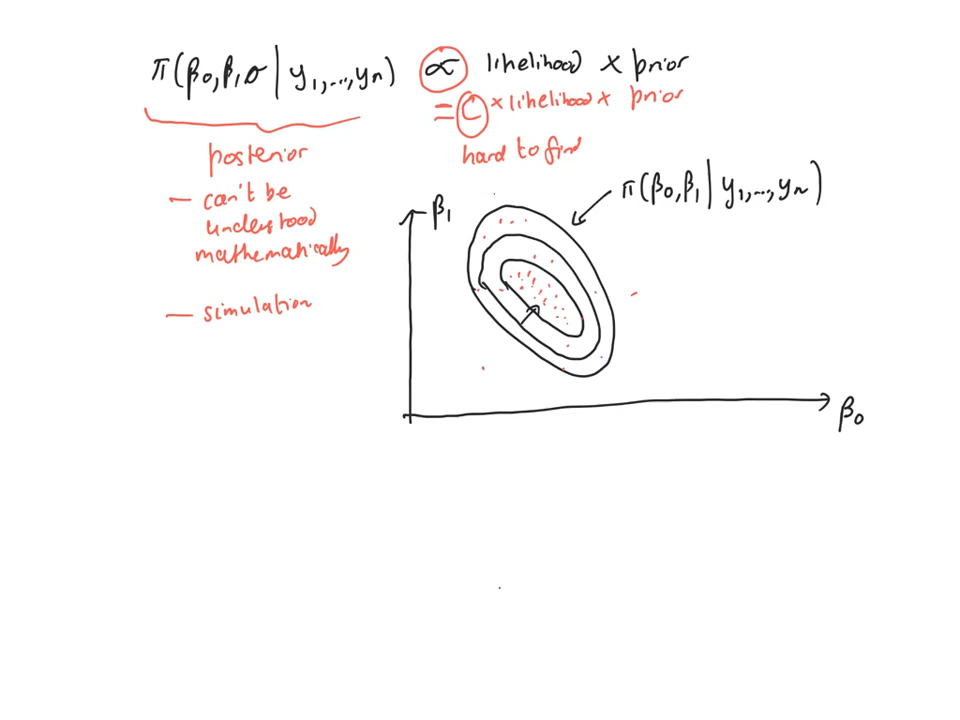 π(β0,β1,σ | y1,...,yn) ∝ likelihood × prior
= C × likelihood × prior
hard to find
posterior
— can't be
understood
mathematically
— simulation
π(β0,β1 | y1,...,yn)
β1
β0